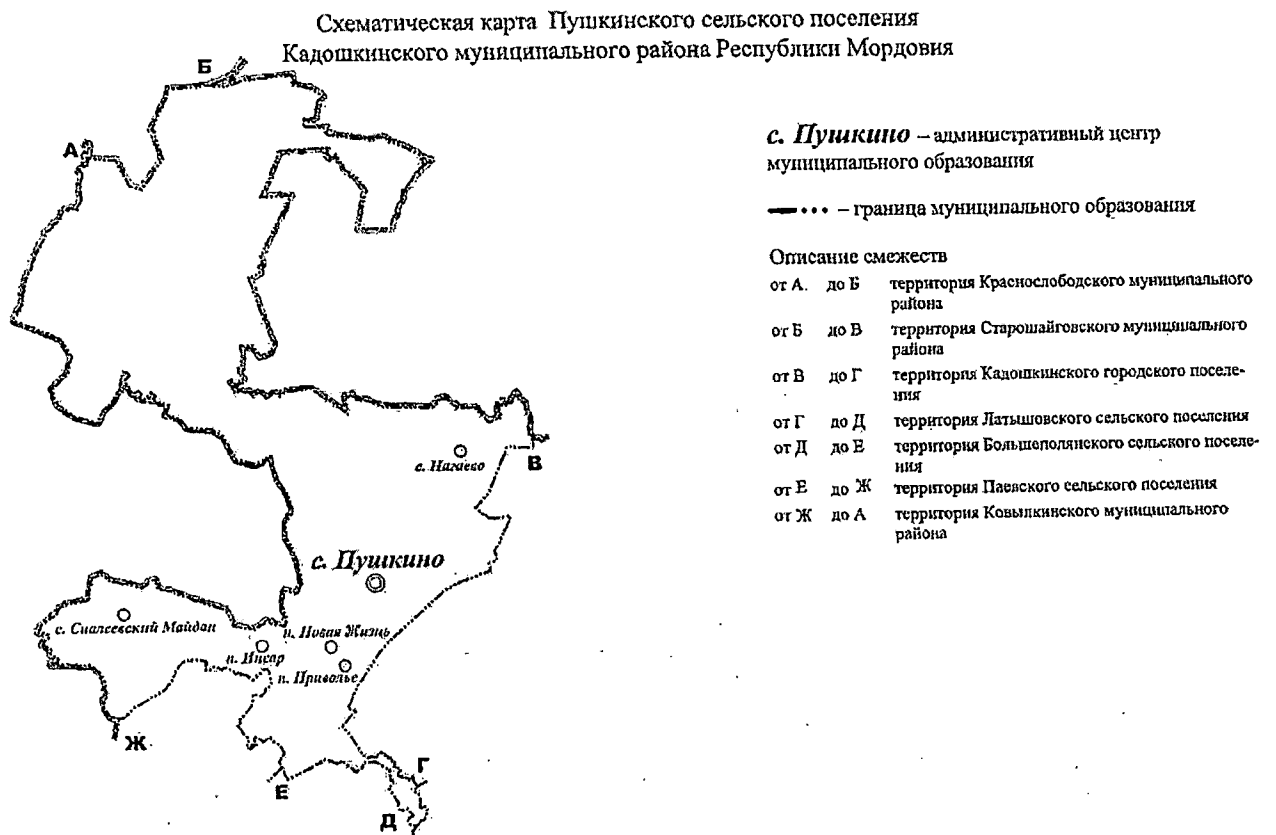 Схематическая карта Пушкинского сельского поселения
Кадошкинского муниципального района Республики Мордовия
Б
А
с. Пушкино – административный центр
муниципального образования
– граница муниципального образования
Описание смежеств
от А. до Б территория Краснослободского муниципального
района
от Б до В территория Старошайговского муниципального
района
от В до Г территория Кадошкинского городского поселе-
ния
от Г до Д территория Латышовского сельского поселения
от Д до Е территория Большеполянского сельского поселе-
ния
от Е до Ж территория Паевского сельского поселения
от Ж до А территория Ковылкинского муниципального
района
с. Нагаево
В
с. Пушкино
с. Сиалеевский Майдан
п. Новая Жизнь
п. Инсар
п. Приволье
Ж
Е
Г
Д